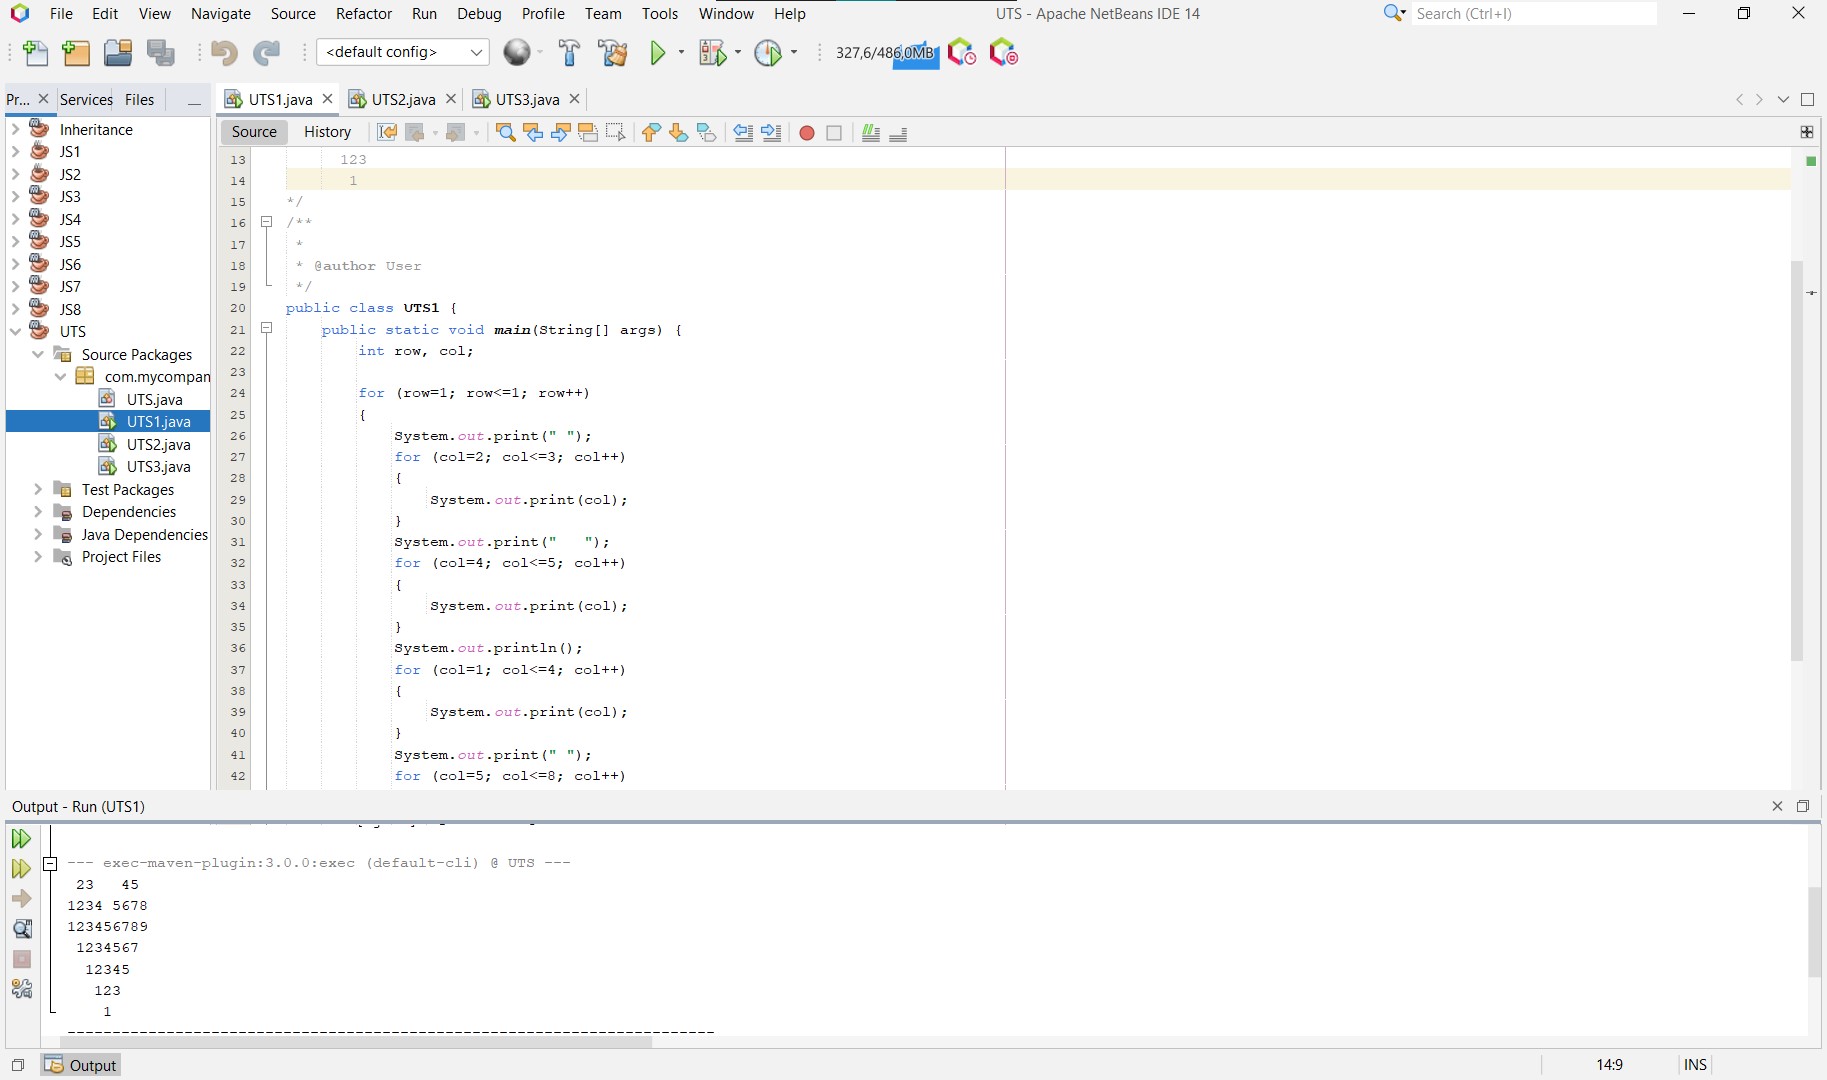 File Edit View Navigate Source Refactor Run Debug Profile Team Tools Window Help UTS - Apache NetBeans IDE 14 Search (Ctrl+I)
<default config> 327,6/486,0MB
Pr... Services Files UTS1.java UTS2.java UTS3.java
Source History
Inheritance
JS1
JS2
JS3
JS4
JS5
JS6
JS7
JS8
UTS
Source Packages
com.mycompan
UTS.java
UTS1.java
UTS2.java
UTS3.java
Test Packages
Dependencies
Java Dependencies
Project Files
13 123
14 1
15 */
16 /**
17 *
18 * @author User
19 */
20 public class UTS1 {
21 public static void main(String[] args) {
22 int row, col;
23
24 for (row=1; row<=1; row++)
25 {
26 System.out.print(" ");
27 for (col=2; col<=3; col++)
28 {
29 System.out.print(col);
30 }
31 System.out.print("   ");
32 for (col=4; col<=5; col++)
33 {
34 System.out.print(col);
35 }
36 System.out.println();
37 for (col=1; col<=4; col++)
38 {
39 System.out.print(col);
40 }
41 System.out.print(" ");
42 for (col=5; col<=8; col++)
Output - Run (UTS1)
--- exec-maven-plugin:3.0.0:exec (default-cli) @ UTS ---
 23   45
1234 5678
123456789
 1234567
  12345
   123
    1
------------------------------------------------------------------------
Output 14:9 INS